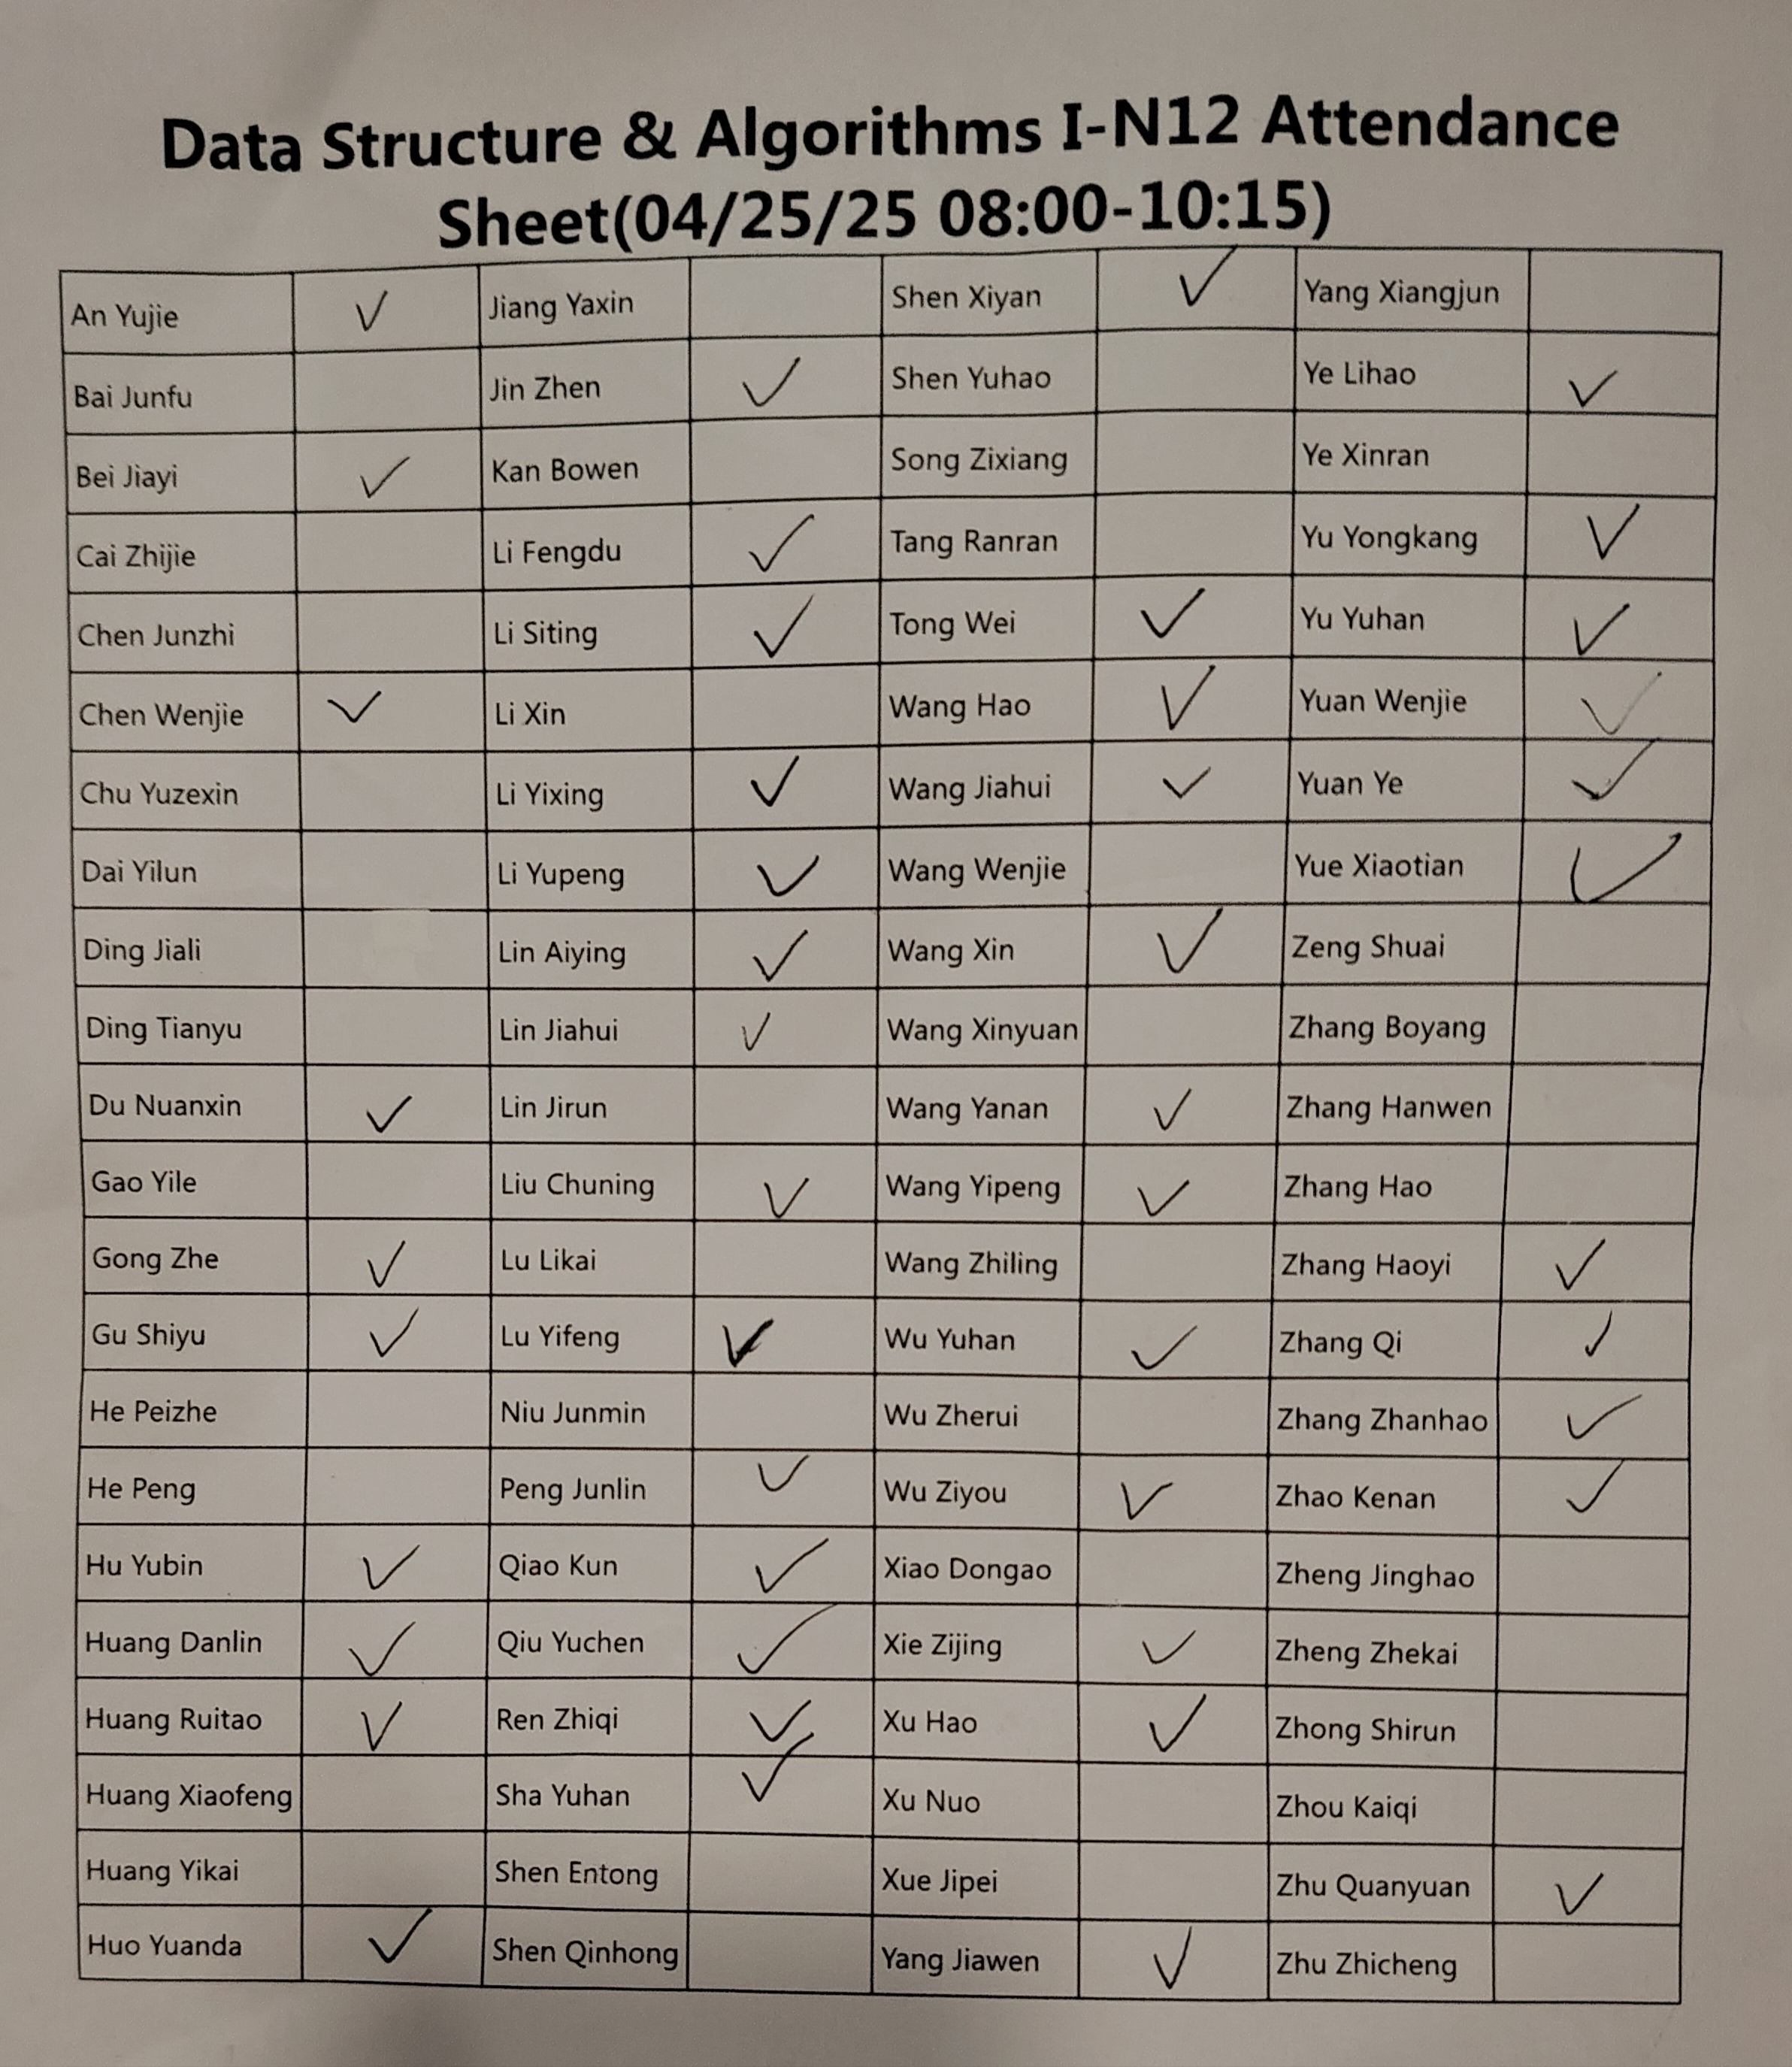 Data Structure & Algorithms I-N12 Attendance
Sheet(04/25/25 08:00-10:15)
An Yujie ✓ Jiang Yaxin Shen Xiyan ✓ Yang Xiangjun
Bai Junfu Jin Zhen ✓ Shen Yuhao Ye Lihao ✓
Bei Jiayi ✓ Kan Bowen Song Zixiang Ye Xinran
Cai Zhijie Li Fengdu ✓ Tang Ranran Yu Yongkang ✓
Chen Junzhi Li Siting ✓ Tong Wei ✓ Yu Yuhan ✓
Chen Wenjie ✓ Li Xin Wang Hao ✓ Yuan Wenjie ✓
Chu Yuzexin Li Yixing ✓ Wang Jiahui ✓ Yuan Ye ✓
Dai Yilun Li Yupeng ✓ Wang Wenjie Yue Xiaotian ✓
Ding Jiali Lin Aiying ✓ Wang Xin ✓ Zeng Shuai
Ding Tianyu Lin Jiahui ✓ Wang Xinyuan Zhang Boyang
Du Nuanxin ✓ Lin Jirun Wang Yanan ✓ Zhang Hanwen
Gao Yile Liu Chuning ✓ Wang Yipeng ✓ Zhang Hao
Gong Zhe ✓ Lu Likai Wang Zhiling Zhang Haoyi ✓
Gu Shiyu ✓ Lu Yifeng ✓ Wu Yuhan ✓ Zhang Qi ✓
He Peizhe Niu Junmin Wu Zherui Zhang Zhanhao ✓
He Peng Peng Junlin ✓ Wu Ziyou ✓ Zhao Kenan ✓
Hu Yubin ✓ Qiao Kun ✓ Xiao Dongao Zheng Jinghao
Huang Danlin ✓ Qiu Yuchen ✓ Xie Zijing ✓ Zheng Zhekai
Huang Ruitao ✓ Ren Zhiqi ✓ Xu Hao ✓ Zhong Shirun
Huang Xiaofeng Sha Yuhan ✓ Xu Nuo Zhou Kaiqi
Huang Yikai Shen Entong Xue Jipei Zhu Quanyuan ✓
Huo Yuanda ✓ Shen Qinhong Yang Jiawen ✓ Zhu Zhicheng